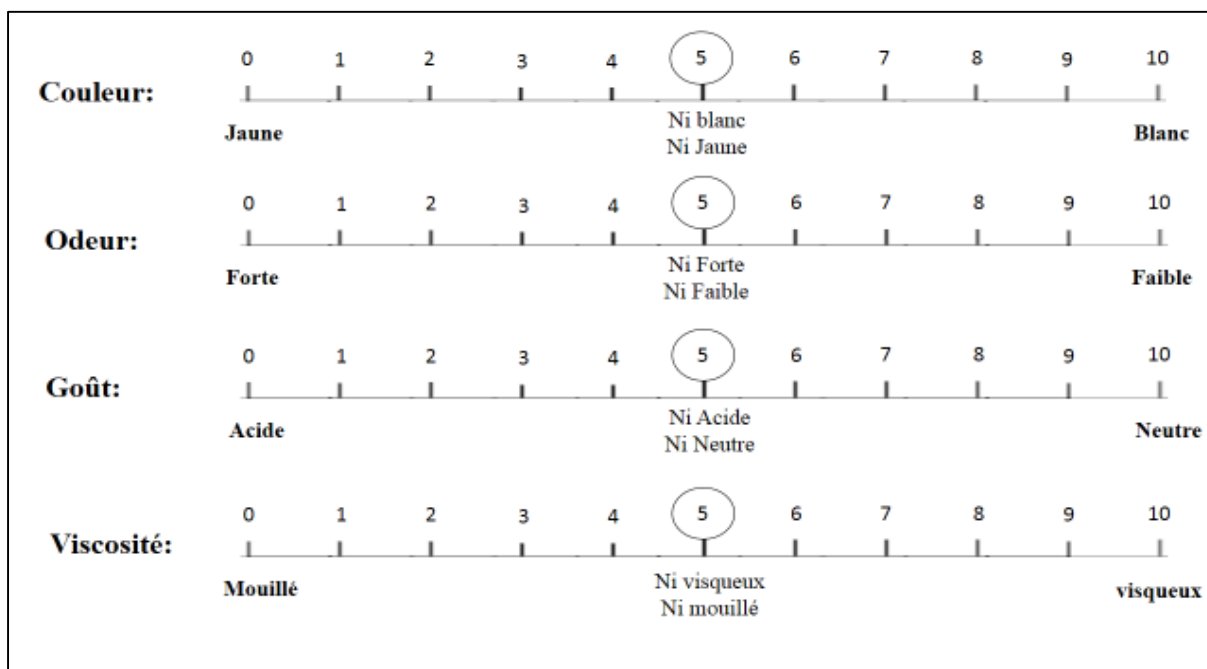 0 1 2 3 4 5 6 7 8 9 10
Couleur:
Jaune Ni blanc Blanc
Ni Jaune
0 1 2 3 4 5 6 7 8 9 10
Odeur:
Forte Ni Forte Faible
Ni Faible
0 1 2 3 4 5 6 7 8 9 10
Goût:
Acide Ni Acide Neutre
Ni Neutre
0 1 2 3 4 5 6 7 8 9 10
Viscosité:
Mouillé Ni visqueux visqueux
Ni mouillé